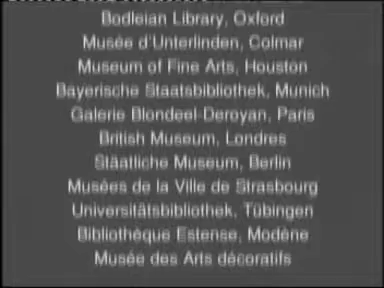 Bodleian Library, Oxford
Musée d'Unterlinden, Colmar
Museum of Fine Arts, Houston
Bayerische Staatsbibliothek, Munich
Galerie Blondeel-Deroyan, Paris
British Museum, Londres
Stäatliche Museum, Berlin
Musées de la Ville de Strasbourg
Universitätsbibliothek, Tübingen
Bibliothèque Estense, Modène
Musée des Arts décoratifs